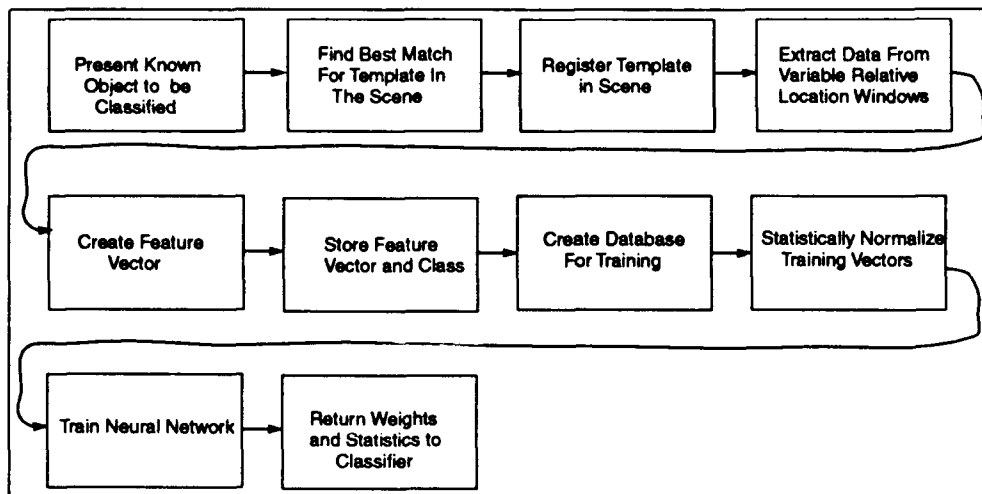 Present Known
Object to be
Classified
Find Best Match
For Template In
The Scene
Register Template
in Scene
Extract Data From
Variable Relative
Location Windows
Create Feature
Vector
Store Feature
Vector and Class
Create Database
For Training
Statistically Normalize
Training Vectors
Train Neural Network
Return Weights
and Statistics to
Classifier